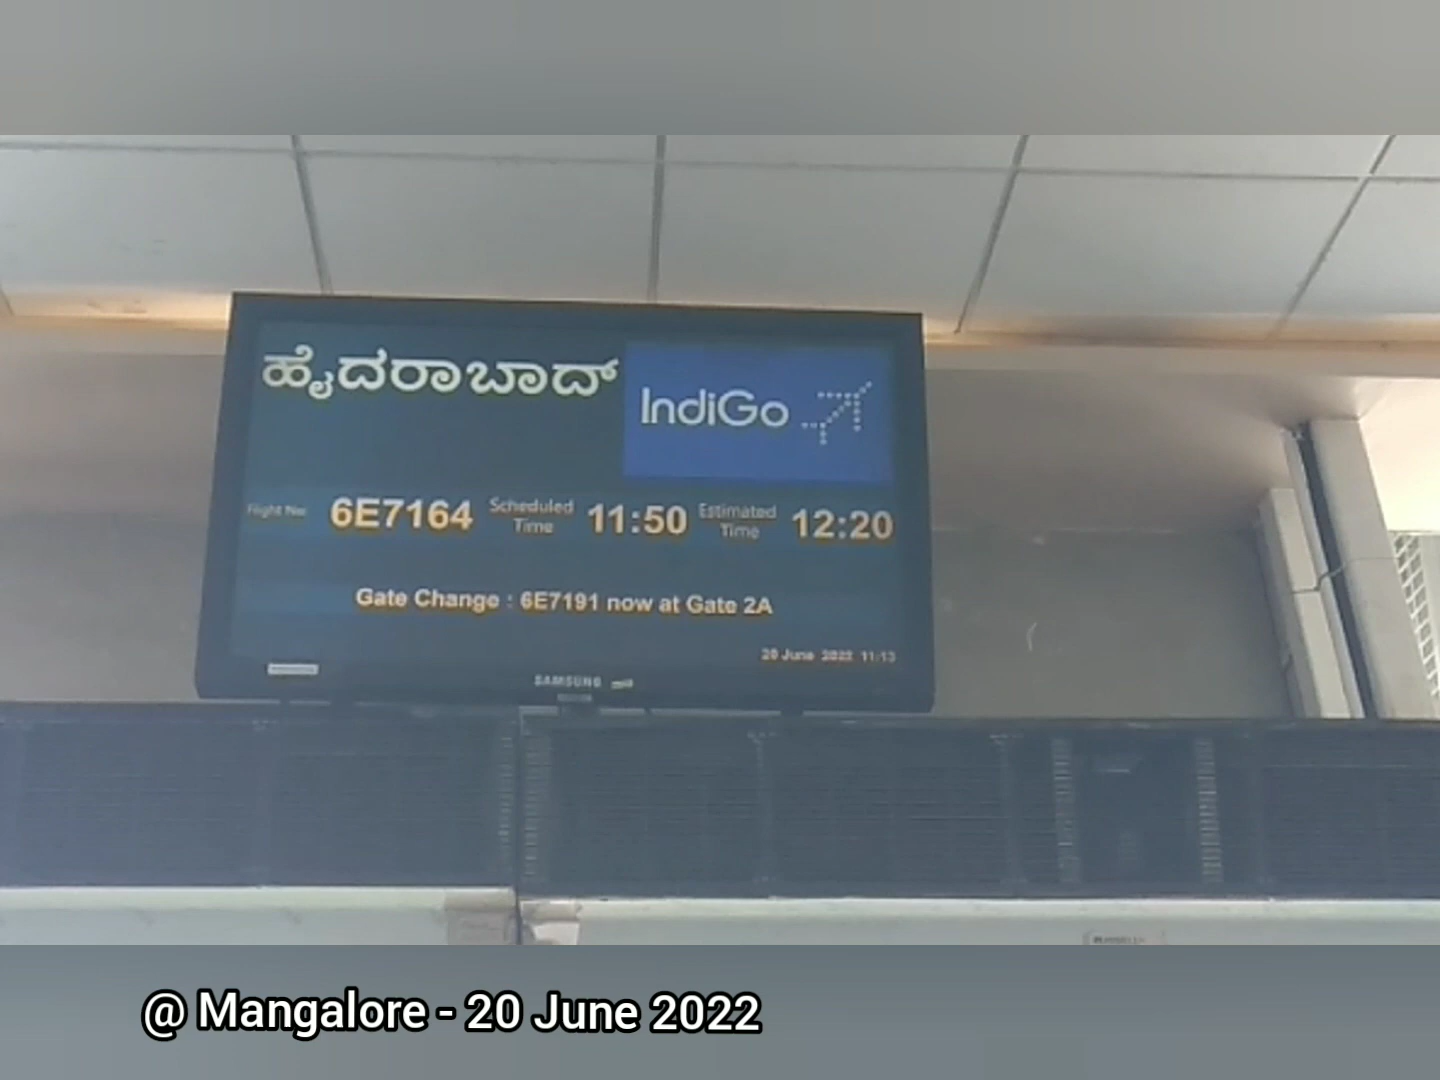 ಹೈದರಾಬಾದ್
IndiGo
Flight No: 6E7164 Scheduled Time 11:50 Estimated Time 12:20
Gate Change : 6E7191 now at Gate 2A
20 June 2022 11:13
SAMSUNG
@ Mangalore - 20 June 2022